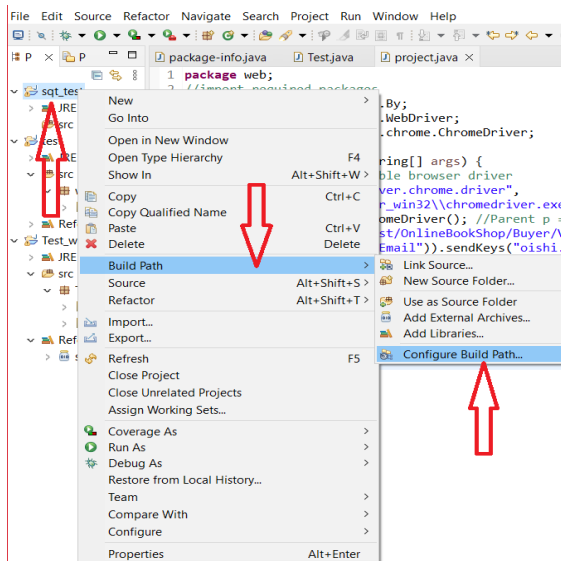 File Edit Source Refactor Navigate Search Project Run Window Help
P P package-info.java Test.java project.java
1 package web;
2 //import required packages
sqt_test
JRE
.By;
src
.WebDriver;
.chrome.ChromeDriver;
test
JRE
ring[] args) {
src
ble browser driver
ver.chrome.driver",
r_win32\\chromedriver.exe
Ref
omeDriver(); //Parent p =
Test_w
st/OnlineBookShop/Buyer/V
JRE
Email")).sendKeys("oishi.
src
Ref
New
Go Into
Open in New Window
Open Type Hierarchy F4
Show In Alt+Shift+W
Copy Ctrl+C
Copy Qualified Name
Paste Ctrl+V
Delete Delete
Build Path
Source Alt+Shift+S
Refactor Alt+Shift+T
Import...
Export...
Refresh F5
Close Project
Close Unrelated Projects
Assign Working Sets...
Coverage As
Run As
Debug As
Restore from Local History...
Team
Compare With
Configure
Properties Alt+Enter
Link Source...
New Source Folder...
Use as Source Folder
Add External Archives...
Add Libraries...
Configure Build Path...